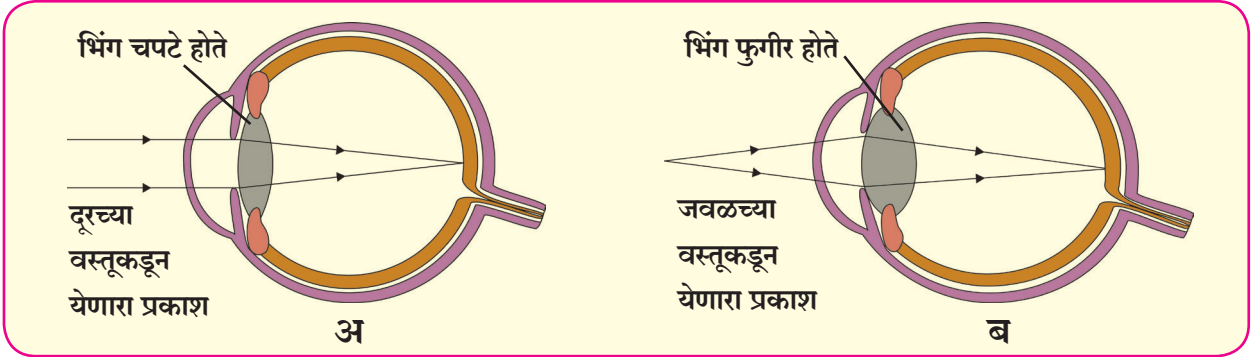 भिंग चपटे होते
दूरच्या
वस्तूकडून
येणारा प्रकाश
अ
भिंग फुगीर होते
जवळच्या
वस्तूकडून
येणारा प्रकाश
ब